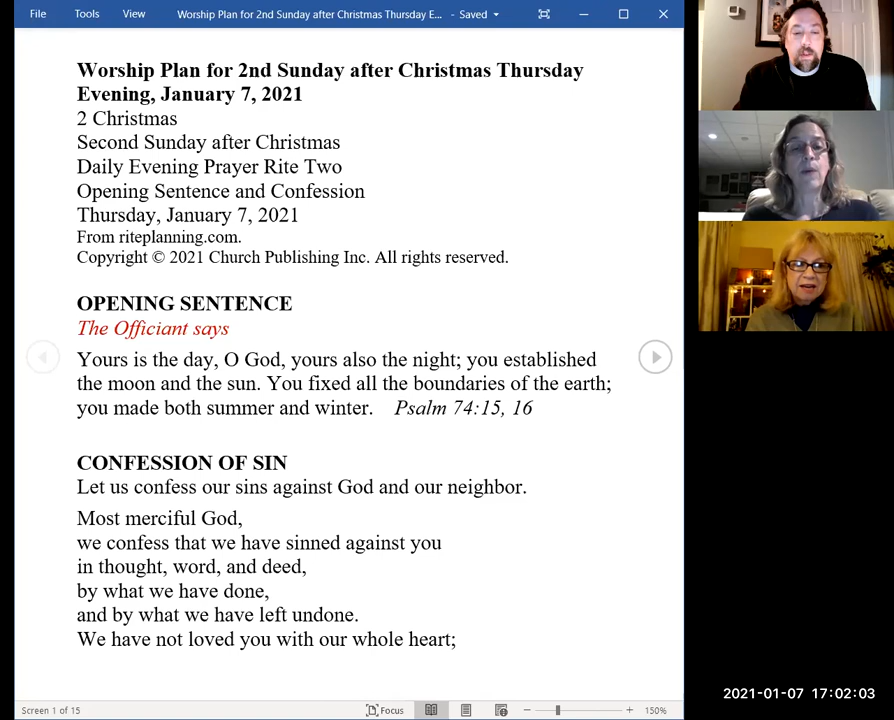 File Tools View Worship Plan for 2nd Sunday after Christmas Thursday E... - Saved
Worship Plan for 2nd Sunday after Christmas Thursday
Evening, January 7, 2021
2 Christmas
Second Sunday after Christmas
Daily Evening Prayer Rite Two
Opening Sentence and Confession
Thursday, January 7, 2021
From riteplanning.com.
Copyright © 2021 Church Publishing Inc. All rights reserved.
OPENING SENTENCE
The Officiant says
Yours is the day, O God, yours also the night; you established
the moon and the sun. You fixed all the boundaries of the earth;
you made both summer and winter. Psalm 74:15, 16
CONFESSION OF SIN
Let us confess our sins against God and our neighbor.
Most merciful God,
we confess that we have sinned against you
in thought, word, and deed,
by what we have done,
and by what we have left undone.
We have not loved you with our whole heart;
2021-01-07 17:02:03
Screen 1 of 15 Focus 150%